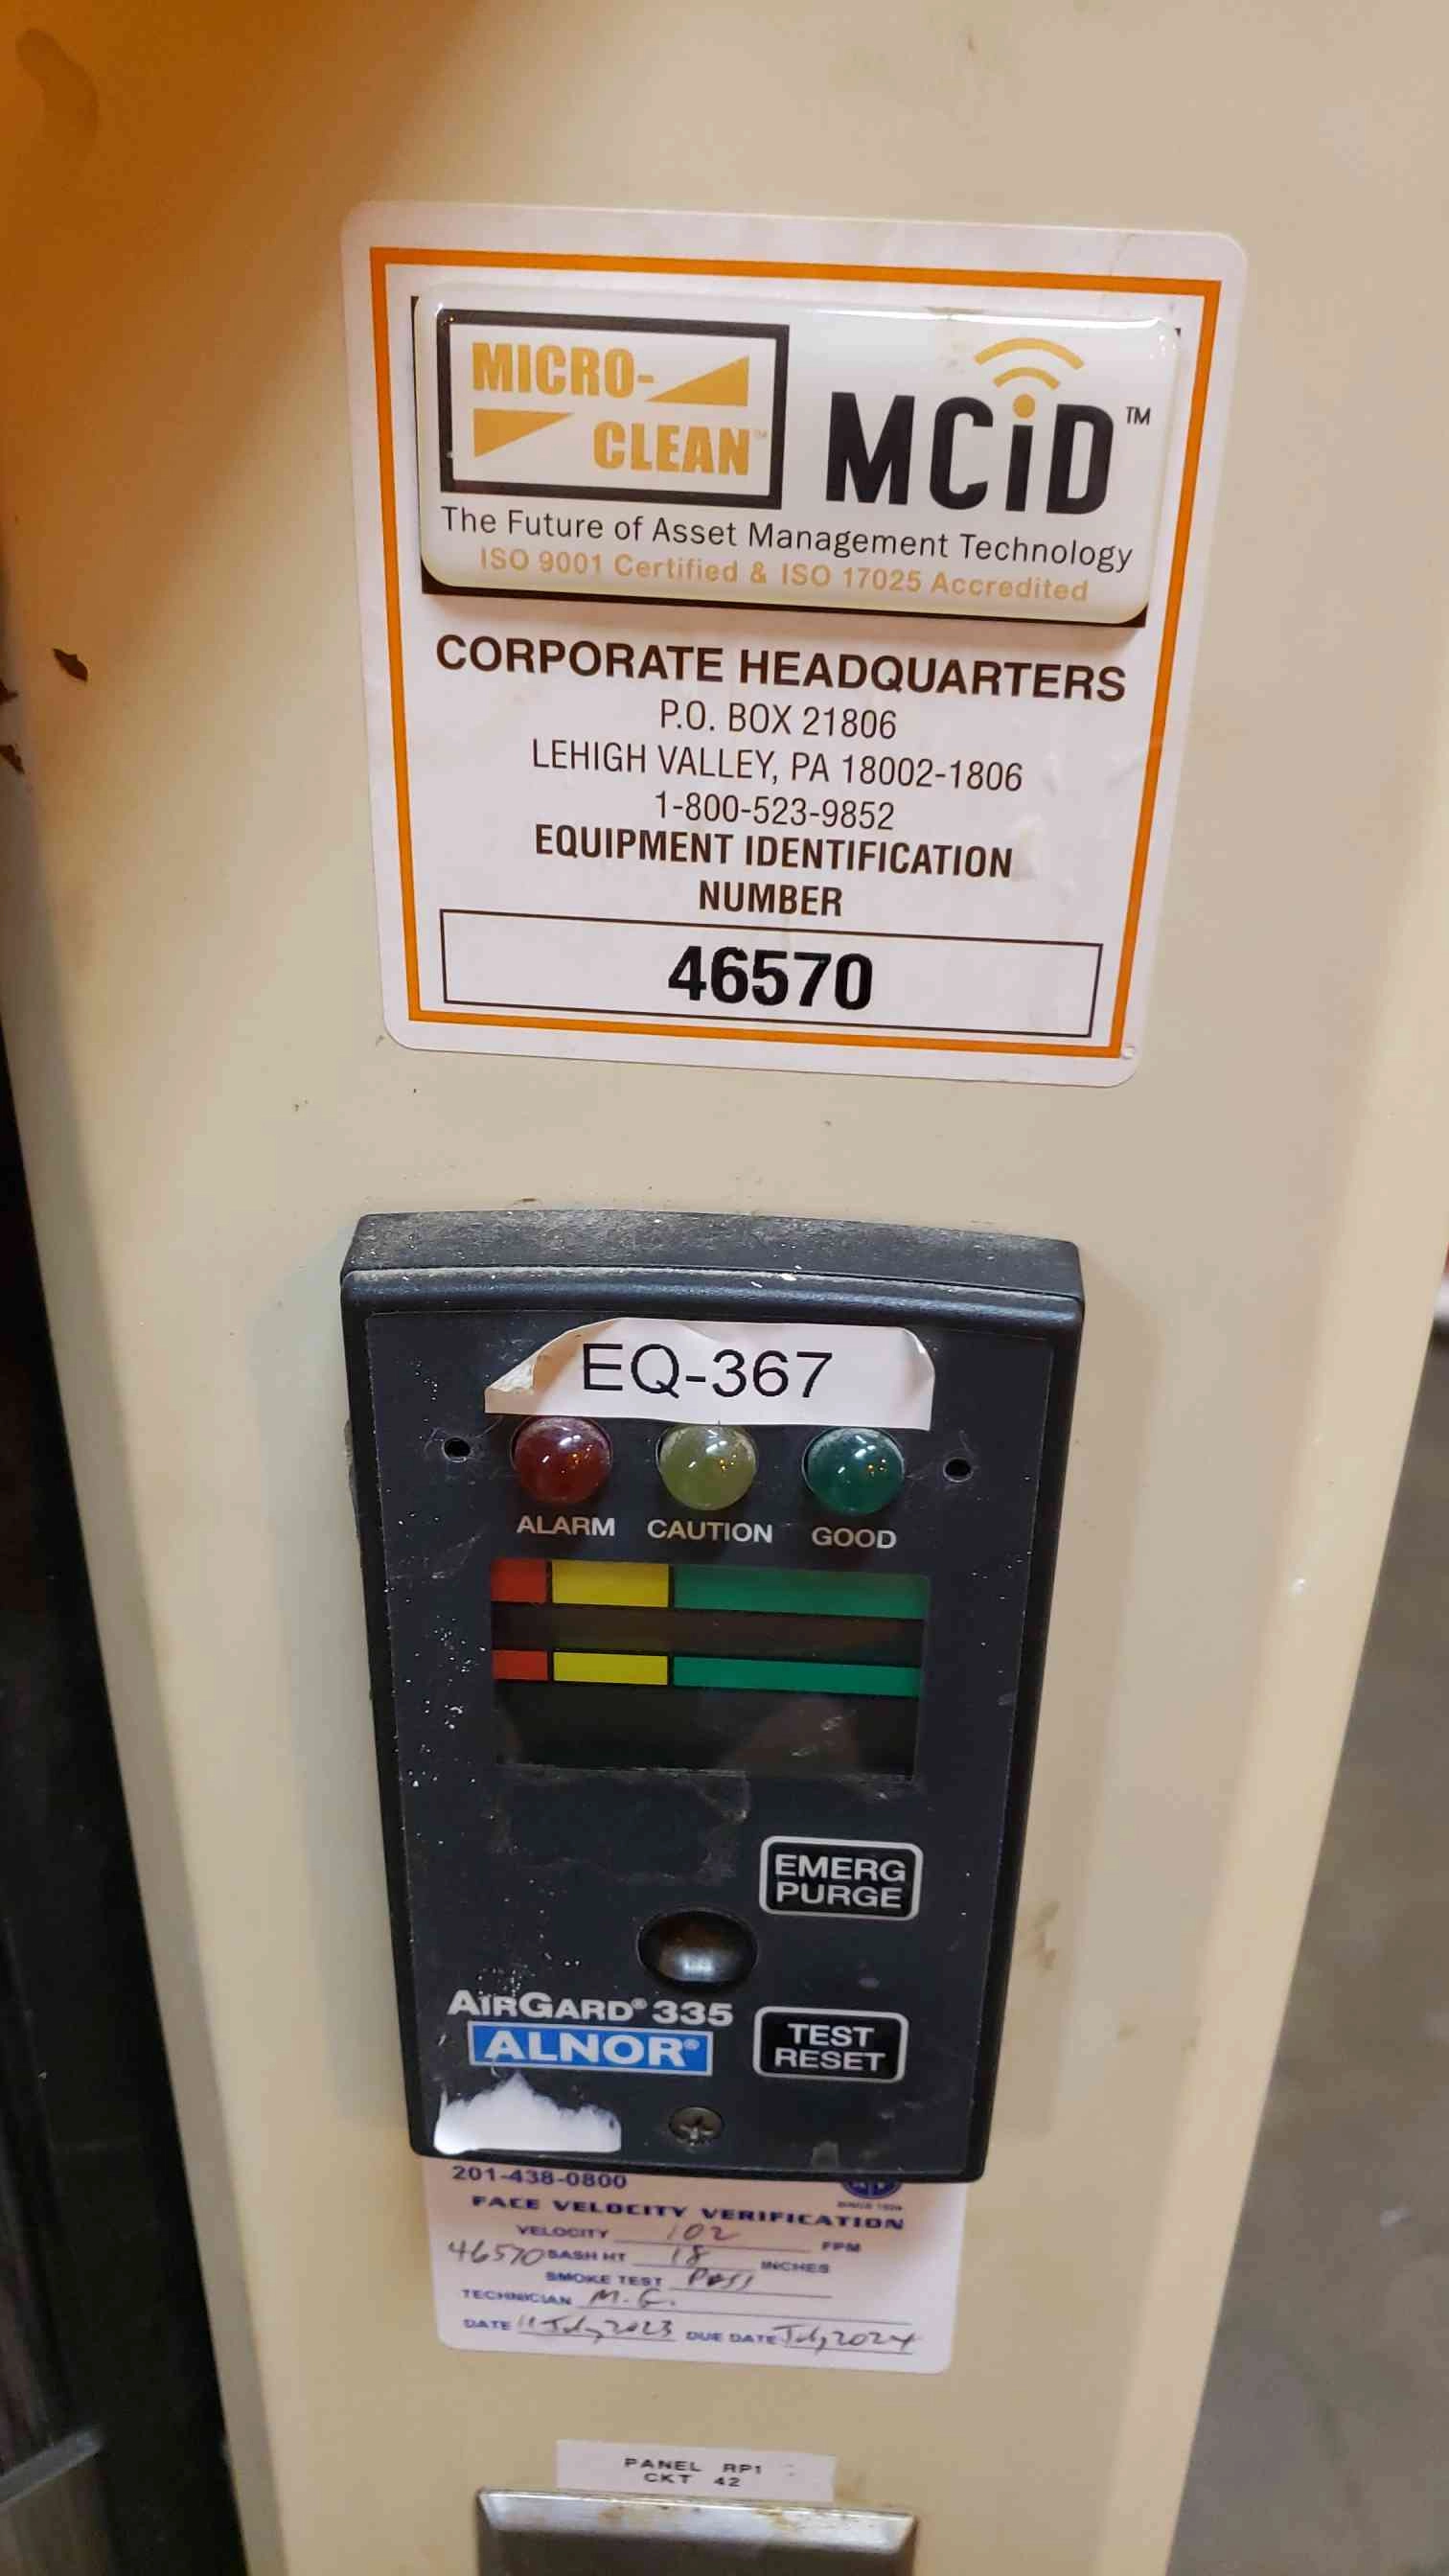 MICRO-
CLEAN™
MCiD™
The Future of Asset Management Technology
ISO 9001 Certified & ISO 17025 Accredited
CORPORATE HEADQUARTERS
P.O. BOX 21806
LEHIGH VALLEY, PA 18002-1806
1-800-523-9852
EQUIPMENT IDENTIFICATION
NUMBER
46570
EQ-367
ALARM CAUTION GOOD
EMERG
PURGE
AIRGARD® 335
ALNOR®
TEST
RESET
201-438-0800
FACE VELOCITY VERIFICATION
VELOCITY 102 FPM
46570 SASH HT 18 INCHES
SMOKE TEST Pass
TECHNICIAN M.G.
DATE 11 July 2023 DUE DATE July 2024
PANEL RP1
CKT 42